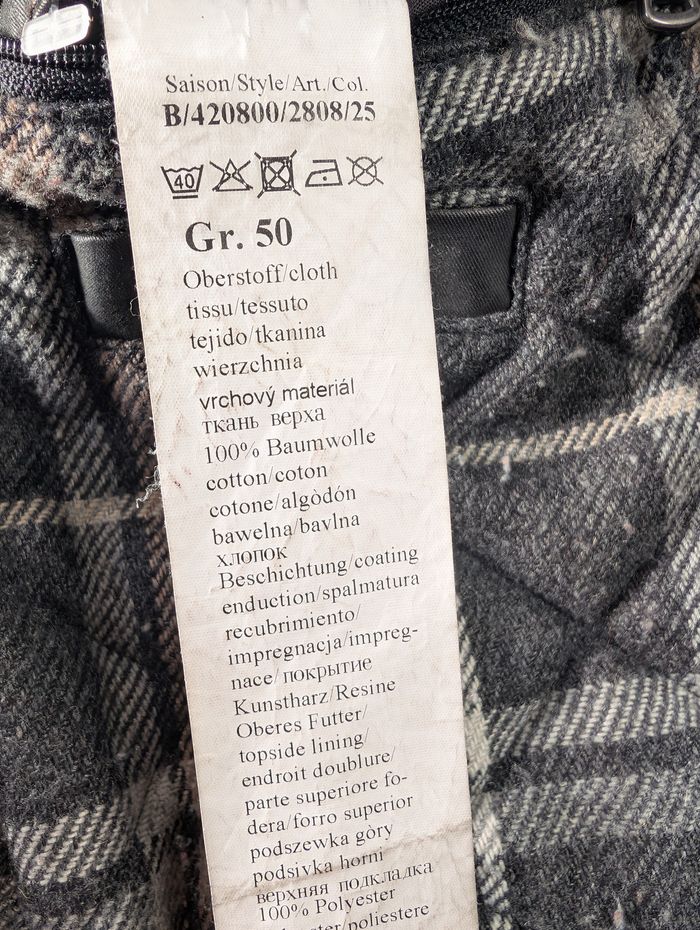 Saison/Style/Art./Col.
B/420800/2808/25
40
Gr. 50
Oberstoff/cloth
tissu/tessuto
tejido/tkanina
wierzchnia
vrchový materiál
ткань верха
100% Baumwolle
cotton/coton
cotone/algòdón
bawelna/bavlna
хлопок
Beschichtung/coating
enduction/spalmatura
recubrimiento/
impregnacja/impreg-
nace/покрытие
Kunstharz/Resine
Oberes Futter/
topside lining/
endroit doublure/
parte superiore fo-
dera/forro superior
podszewka góry
podsivka horni
верхняя подкладка
100% Polyester
poliestere